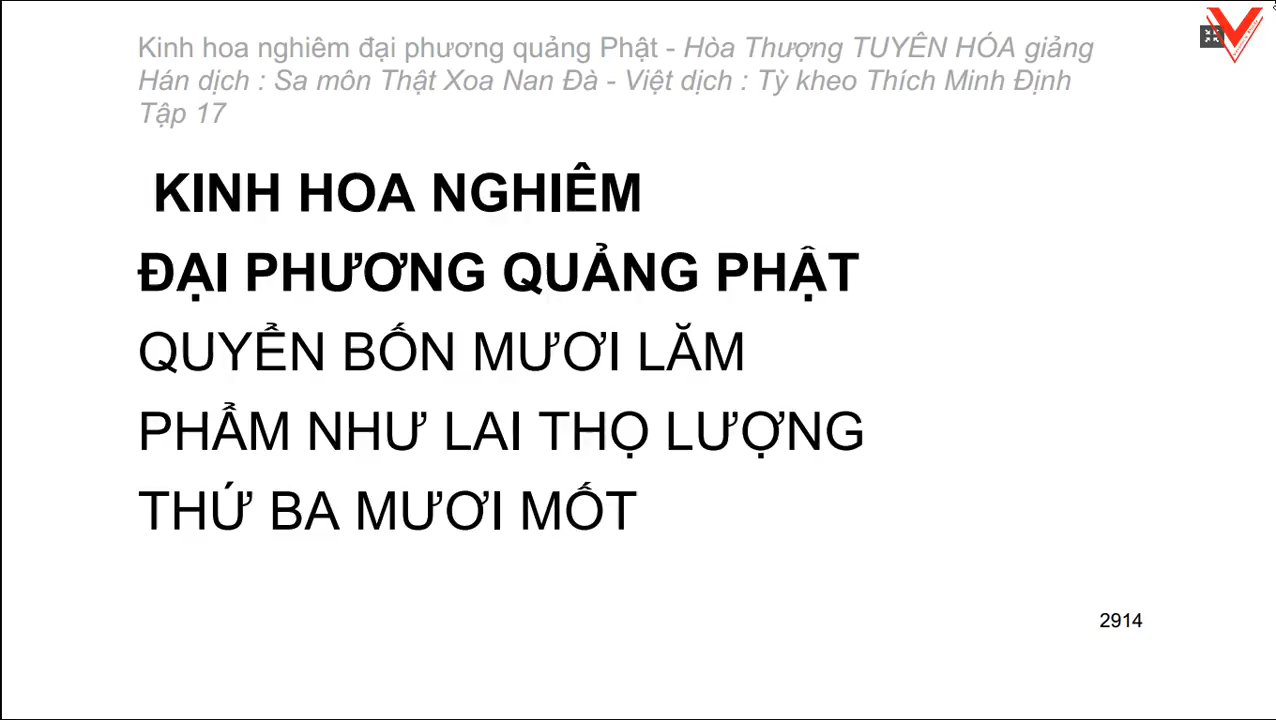 Kinh hoa nghiêm đại phương quảng Phật - Hòa Thượng TUYÊN HÓA giảng
Hán dịch : Sa môn Thật Xoa Nan Đà - Việt dịch : Tỳ kheo Thích Minh Định
Tập 17
KINH HOA NGHIÊM
ĐẠI PHƯƠNG QUẢNG PHẬT
QUYỂN BỐN MƯƠI LĂM
PHẨM NHƯ LAI THỌ LƯỢNG
THỨ BA MƯƠI MỐT
2914